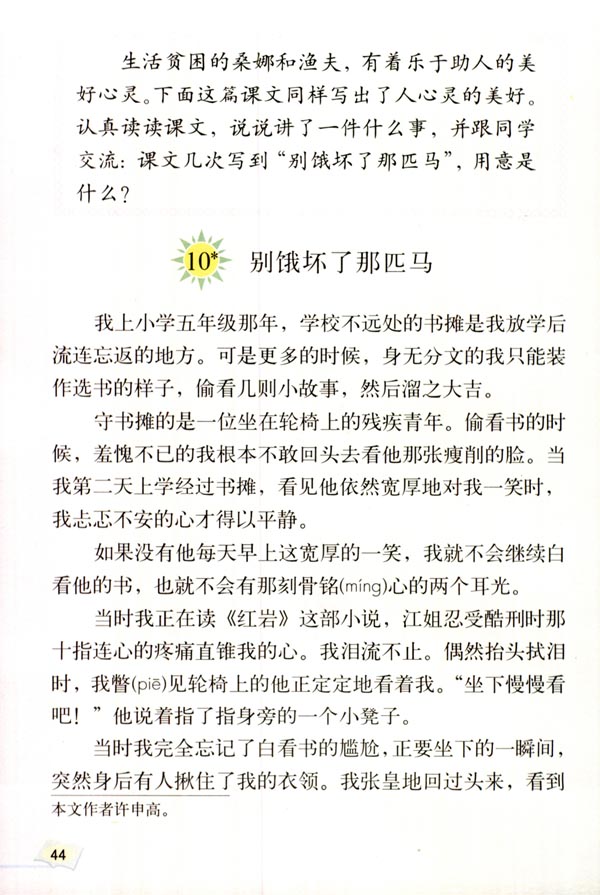 生活贫困的桑娜和渔夫，有着乐于助人的美
好心灵。下面这篇课文同样写出了人心灵的美好。
认真读读课文，说说讲了一件什么事，并跟同学
交流：课文几次写到“别饿坏了那匹马”，用意是
什么？
10* 别饿坏了那匹马
我上小学五年级那年，学校不远处的书摊是我放学后
流连忘返的地方。可是更多的时候，身无分文的我只能装
作选书的样子，偷看几则小故事，然后溜之大吉。
守书摊的是一位坐在轮椅上的残疾青年。偷看书的时
候，羞愧不已的我根本不敢回头去看他那张瘦削的脸。当
我第二天上学经过书摊，看见他依然宽厚地对我一笑时，
我忐忑不安的心才得以平静。
如果没有他每天早上这宽厚的一笑，我就不会继续白
看他的书，也就不会有那刻骨铭(míng)心的两个耳光。
当时我正在读《红岩》这部小说，江姐忍受酷刑时那
十指连心的疼痛直锥我的心。我泪流不止。偶然抬头拭泪
时，我瞥(piē)见轮椅上的他正定定地看着我。“坐下慢慢看
吧！”他说着指了指身旁的一个小凳子。
当时我完全忘记了白看书的尴尬，正要坐下的一瞬间，
突然身后有人揪住了我的衣领。我张皇地回过头来，看到
本文作者许申高。
44